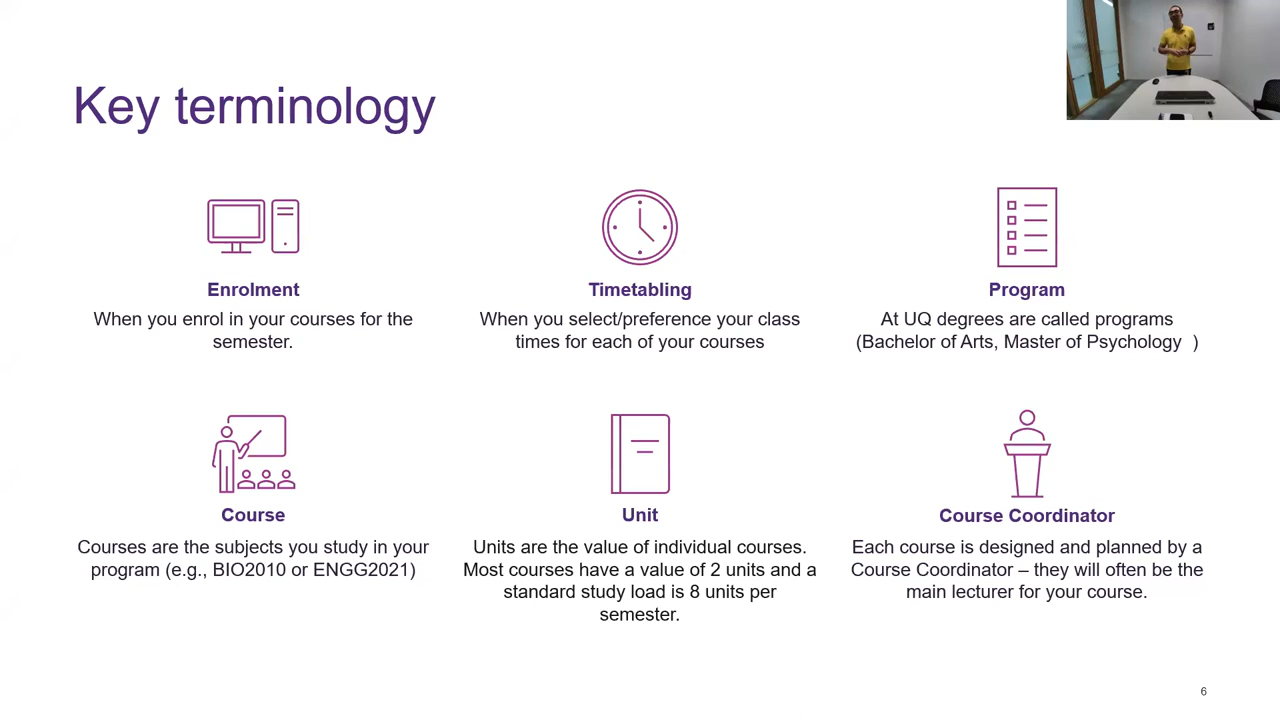 Key terminology
Enrolment
When you enrol in your courses for the
semester.
Timetabling
When you select/preference your class
times for each of your courses
Program
At UQ degrees are called programs
(Bachelor of Arts, Master of Psychology  )
Course
Courses are the subjects you study in your
program (e.g., BIO2010 or ENGG2021)
Unit
Units are the value of individual courses.
Most courses have a value of 2 units and a
standard study load is 8 units per
semester.
Course Coordinator
Each course is designed and planned by a
Course Coordinator – they will often be the
main lecturer for your course.
6